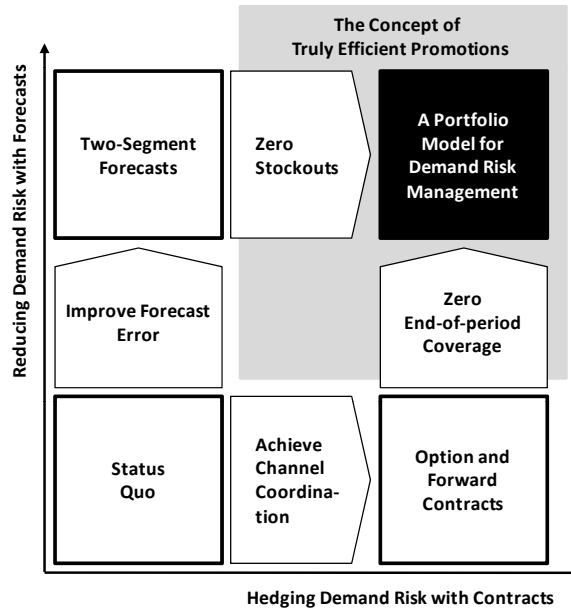 The Concept of
Truly Efficient Promotions
Reducing Demand Risk with Forecasts
Two-Segment
Forecasts
Zero
Stockouts
A Portfolio
Model for
Demand Risk
Management
Improve Forecast
Error
Zero
End-of-period
Coverage
Status
Quo
Achieve
Channel
Coordina-
tion
Option and
Forward
Contracts
Hedging Demand Risk with Contracts